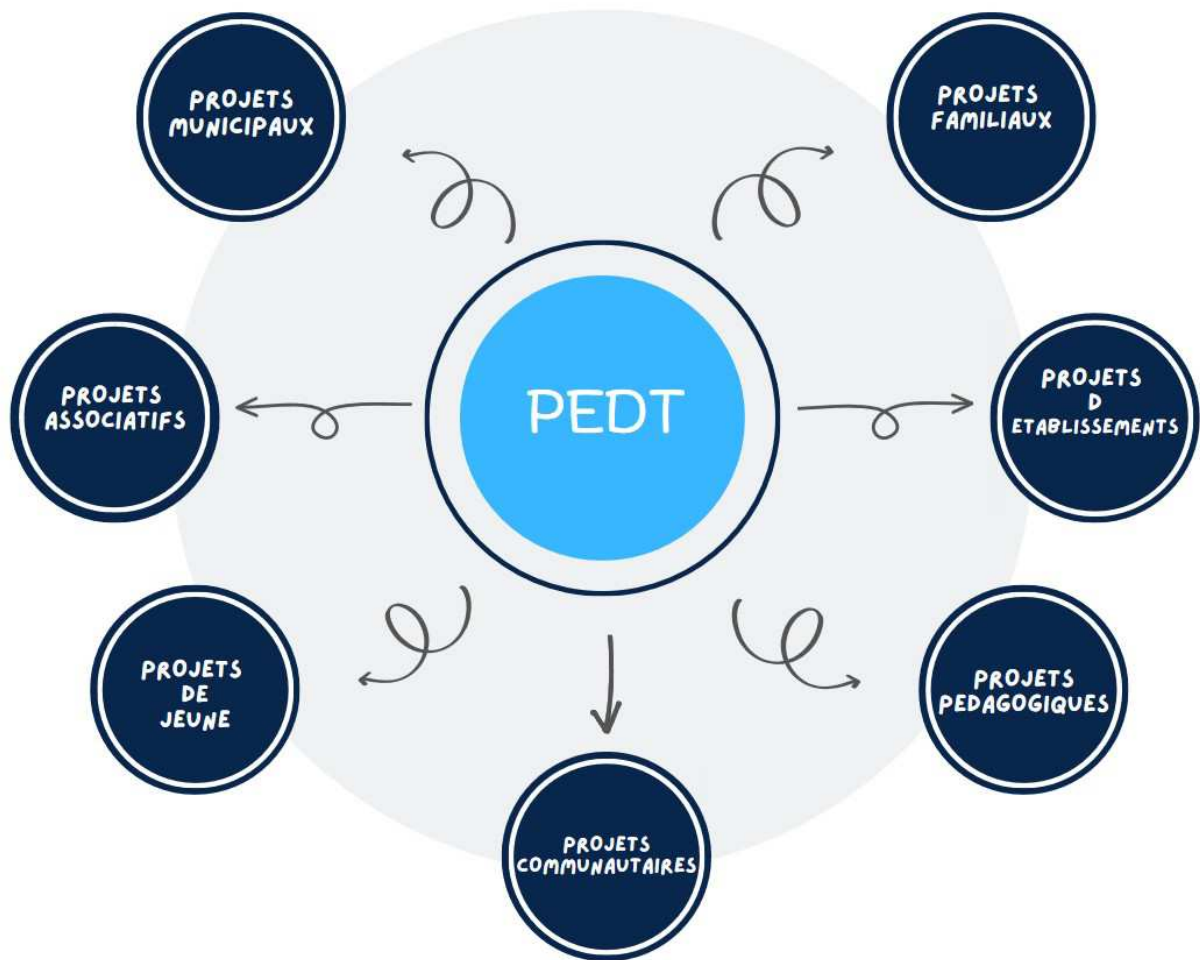 PROJETS
MUNICIPAUX
PROJETS
FAMILIAUX
PROJETS
ASSOCIATIFS
PEDT
PROJETS
D
ETABLISSEMENTS
PROJETS
DE
JEUNE
PROJETS
PEDAGOGIQUES
PROJETS
COMMUNAUTAIRES